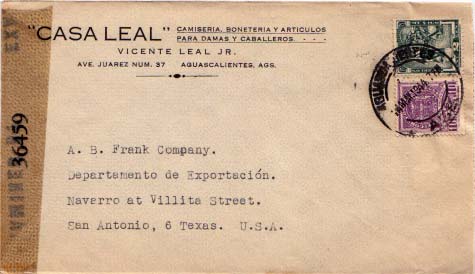 "CASA LEAL"
CAMISERIA, BONETERIA Y ARTICULOS
PARA DAMAS Y CABALLEROS. - - -
VICENTE LEAL JR.
AVE. JUAREZ NUM. 37 AGUASCALIENTES, AGS.
36459
A. B. Frank Company.
Departamento de Exportación.
Navarro at Villita Street.
San Antonio, 6 Texas. U.S.A.